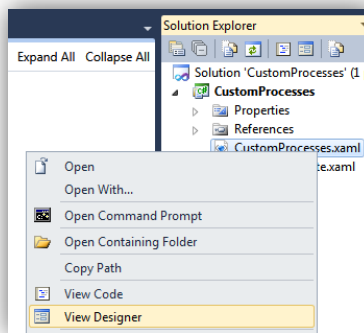 Solution Explorer
Expand All Collapse All
Solution 'CustomProcesses' (1
CustomProcesses
Properties
References
CustomProcesses.xaml
te.xaml
Open
Open With...
Open Command Prompt
Open Containing Folder
Copy Path
View Code
View Designer